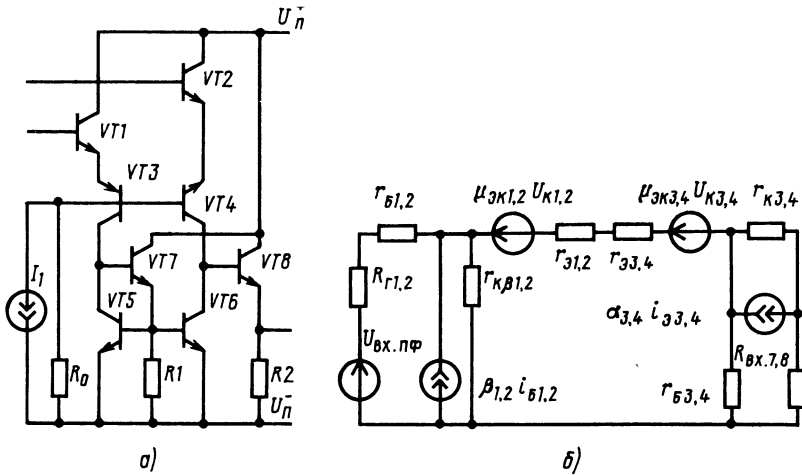 U⁺п
VT2
VT1
VT3
VT4
VT7
VT8
VT5
VT6
I₁
R₀
R1
R2
U⁻п
а)
rБ1,2
μЭК1,2 UК1,2
μЭК3,4 UК3,4
rК3,4
RГ1,2
rКβ1,2
rЭ1,2
rЭ3,4
α3,4 iЭ3,4
Uвх.пф
β1,2 iБ1,2
Rвх.7,8
rБ3,4
б)